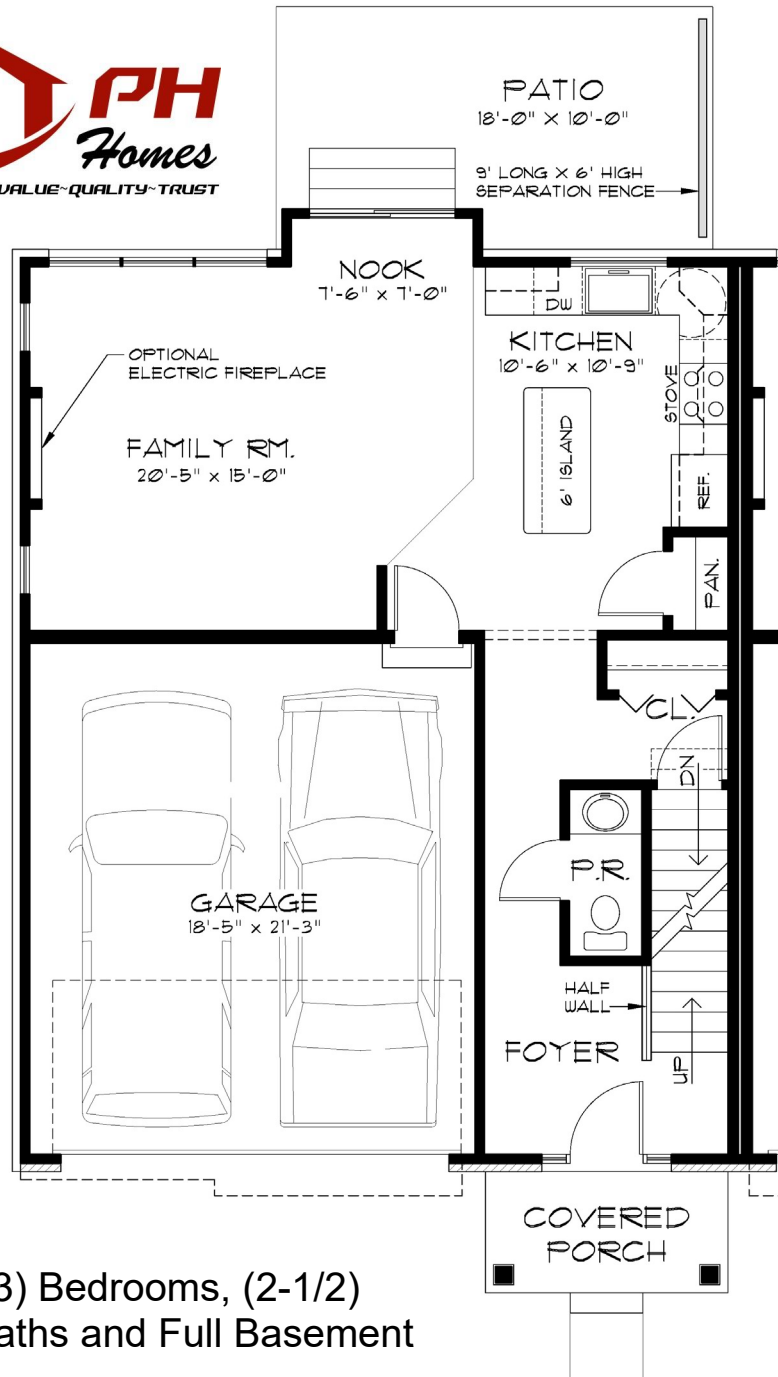 PH
Homes
VALUE~QUALITY~TRUST
PATIO
18'-0" X 10'-0"
9' LONG X 6' HIGH
SEPARATION FENCE
NOOK
7'-6" x 7'-0"
DW
KITCHEN
10'-6" x 10'-9"
OPTIONAL
ELECTRIC FIREPLACE
STOVE
FAMILY RM.
20'-5" x 15'-0"
6' ISLAND
REF.
PAN.
CL.
DN
P.R.
GARAGE
18'-5" x 21'-3"
HALF
WALL
FOYER
UP
COVERED
PORCH
3) Bedrooms, (2-1/2)
aths and Full Basement